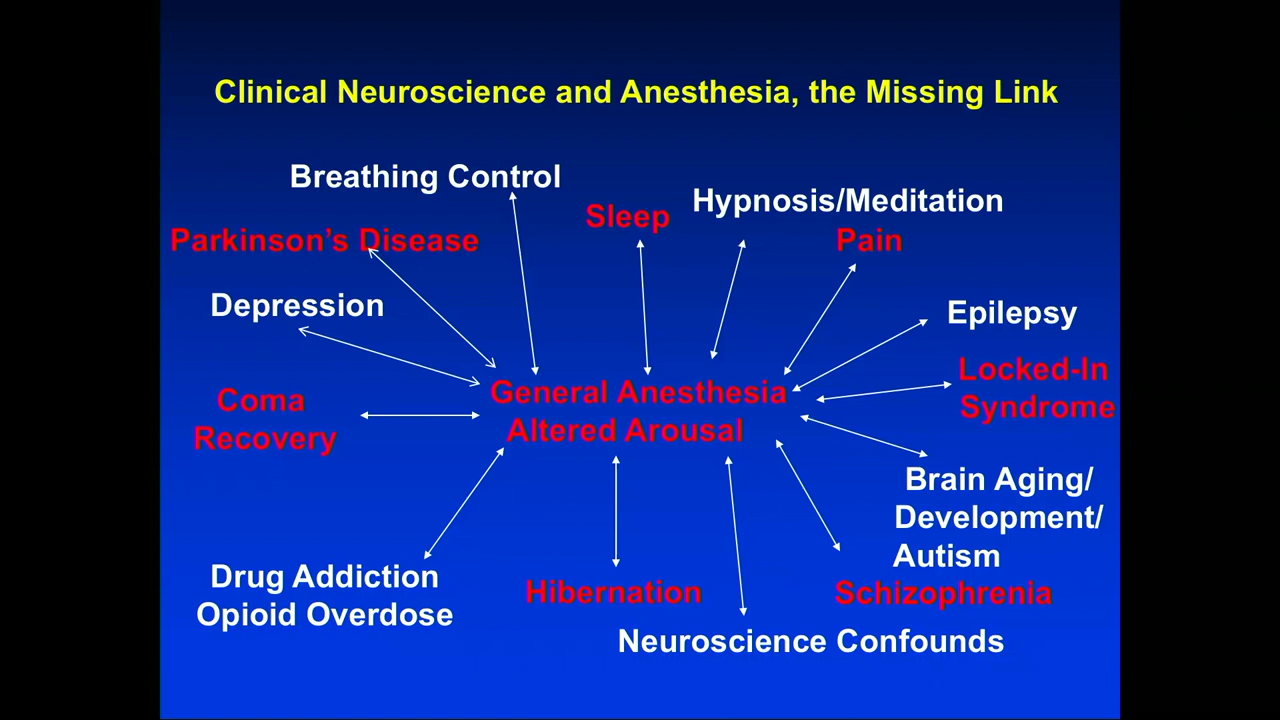 Clinical Neuroscience and Anesthesia, the Missing Link
Breathing Control
Hypnosis/Meditation
Sleep
Parkinson’s Disease
Pain
Depression
Epilepsy
Locked-In
Syndrome
General Anesthesia
Altered Arousal
Coma
Recovery
Brain Aging/
Development/
Autism
Drug Addiction
Opioid Overdose
Hibernation
Schizophrenia
Neuroscience Confounds